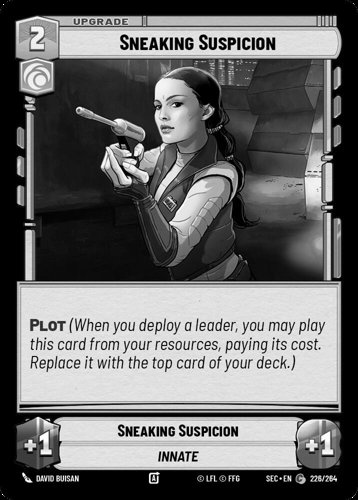 UPGRADE
2
SNEAKING SUSPICION
PLOT (When you deploy a leader, you may play
this card from your resources, paying its cost.
Replace it with the top card of your deck.)
+1
SNEAKING SUSPICION
+1
INNATE
DAVID BUISAN
© LFL © FFG
SEC • EN
C
226/264